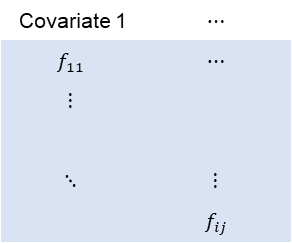 Covariate 1 ⋯
f₁₁ ⋯
⋮
⋱ ⋮
fᵢⱼ